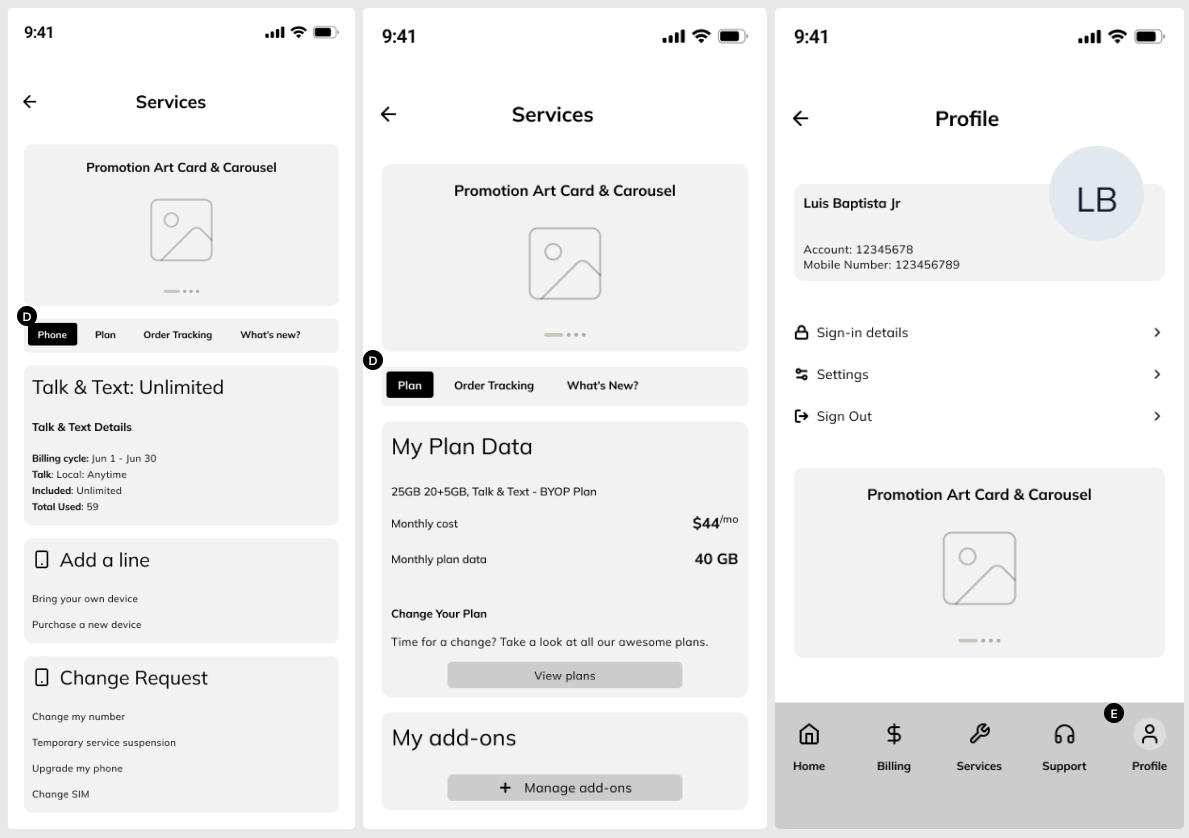 9:41
Services
Promotion Art Card & Carousel
D
Phone Plan Order Tracking What's new?
Talk & Text: Unlimited
Talk & Text Details
Billing cycle: Jun 1 - Jun 30
Talk: Local: Anytime
Included: Unlimited
Total Used: 59
Add a line
Bring your own device
Purchase a new device
Change Request
Change my number
Temporary service suspension
Upgrade my phone
Change SIM
9:41
Services
Promotion Art Card & Carousel
D
Plan Order Tracking What's New?
My Plan Data
25GB 20+5GB, Talk & Text - BYOP Plan
Monthly cost $44/mo
Monthly plan data 40 GB
Change Your Plan
Time for a change? Take a look at all our awesome plans.
View plans
My add-ons
Manage add-ons
9:41
Profile
LB
Luis Baptista Jr
Account: 12345678
Mobile Number: 123456789
Sign-in details
Settings
Sign Out
Promotion Art Card & Carousel
E
Home Billing Services Support Profile